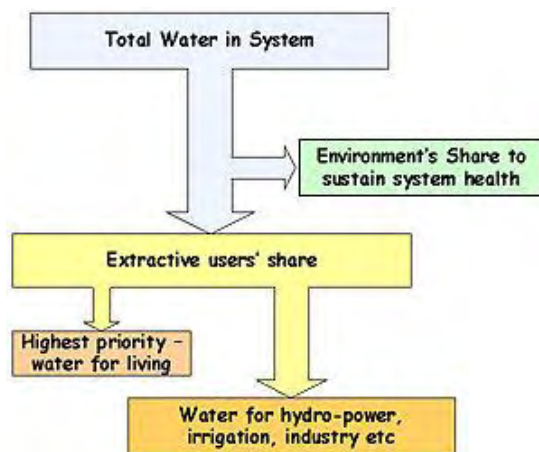 Total Water in System
Environment's Share to
sustain system health
Extractive users' share
Highest priority –
water for living
Water for hydro-power,
irrigation, industry etc